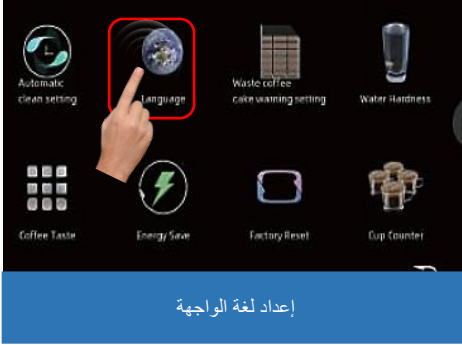 Automatic
clean setting
Language
Waste coffee
cake warning setting
Water Hardness
Coffee Taste
Energy Save
Factory Reset
Cup Counter
إعداد لغة الواجهة